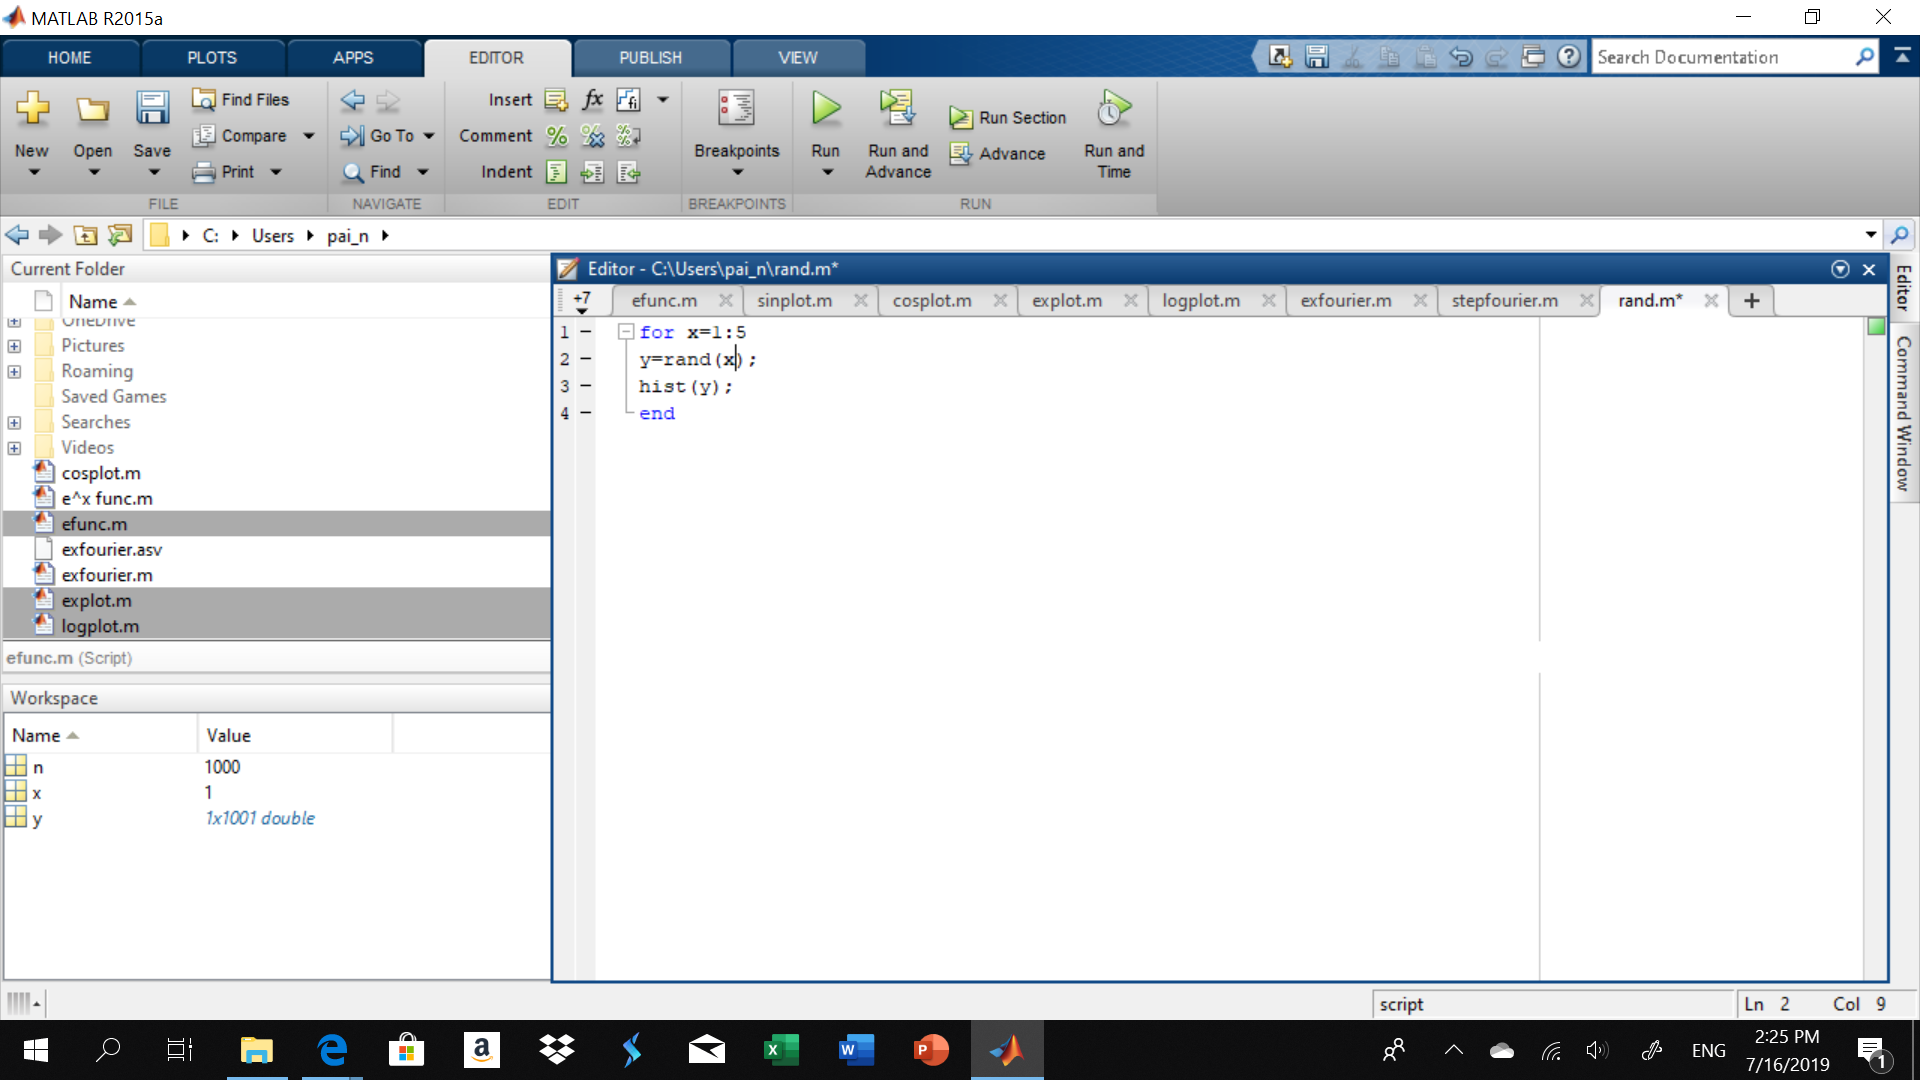 MATLAB R2015a
HOME PLOTS APPS EDITOR PUBLISH VIEW
Search Documentation
New
Open
Save
Find Files
Compare
Print
FILE
Go To
Find
NAVIGATE
Insert fx fi
Comment % % %
Indent
EDIT
Breakpoints
BREAKPOINTS
Run
Run and Advance
Run Section
Advance
Run and Time
RUN
C: Users pai_n
Current Folder
Name
OneDrive
Pictures
Roaming
Saved Games
Searches
Videos
cosplot.m
e^x func.m
efunc.m
exfourier.asv
exfourier.m
explot.m
logplot.m
efunc.m (Script)
Workspace
Name Value
n 1000
x 1
y 1x1001 double
Editor - C:\Users\pai_n\rand.m*
+7 efunc.m sinplot.m cosplot.m explot.m logplot.m exfourier.m stepfourier.m rand.m*
1 for x=1:5
2 y=rand(x);
3 hist(y);
4 end
Editor
Command Window
script Ln 2 Col 9
ENG
2:25 PM
7/16/2019
1